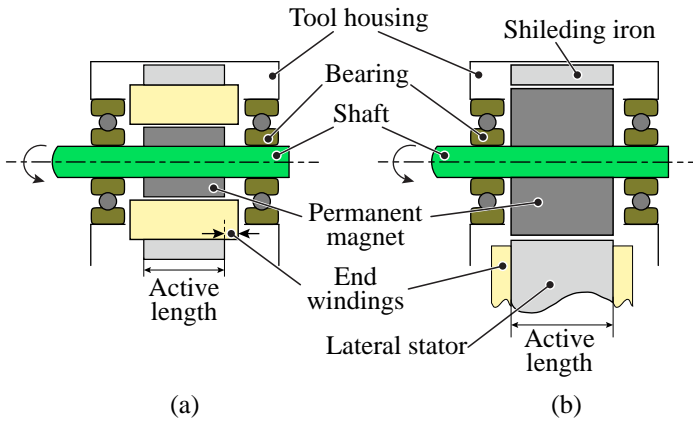 Tool housing
Shileding iron
Bearing
Shaft
Permanent
magnet
End
windings
Active
length
Lateral stator
Active
length
(a)
(b)